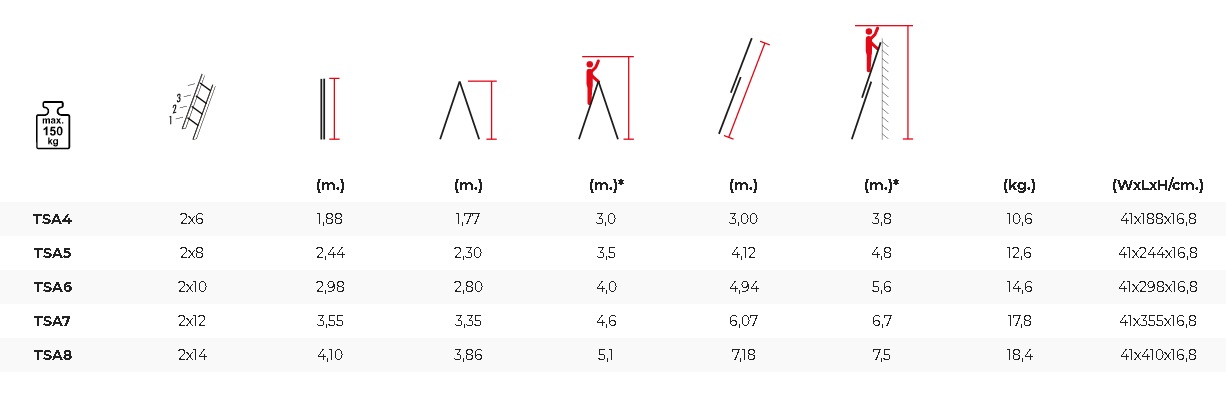 3
2
1
max.
150
kg
(m.) (m.) (m.)* (m.) (m.)* (kg.) (WxLxH/cm.)
TSA4 2x6 1,88 1,77 3,0 3,00 3,8 10,6 41x188x16,8
TSA5 2x8 2,44 2,30 3,5 4,12 4,8 12,6 41x244x16,8
TSA6 2x10 2,98 2,80 4,0 4,94 5,6 14,6 41x298x16,8
TSA7 2x12 3,55 3,35 4,6 6,07 6,7 17,8 41x355x16,8
TSA8 2x14 4,10 3,86 5,1 7,18 7,5 18,4 41x410x16,8